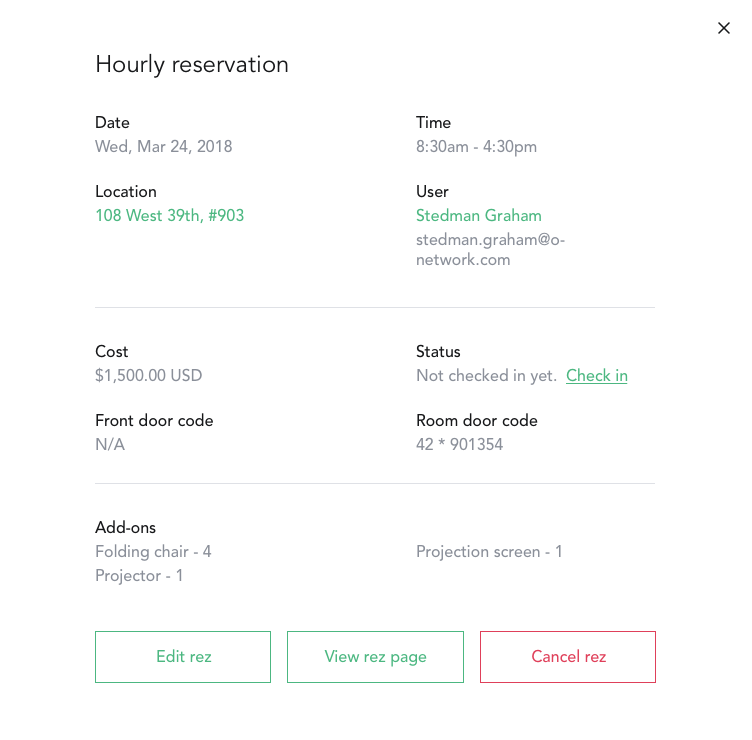 Hourly reservation
Date
Wed, Mar 24, 2018
Time
8:30am - 4:30pm
Location
108 West 39th, #903
User
Stedman Graham
stedman.graham@o-
network.com
Cost
$1,500.00 USD
Status
Not checked in yet. Check in
Front door code
N/A
Room door code
42 * 901354
Add-ons
Folding chair - 4
Projection screen - 1
Projector - 1
Edit rez
View rez page
Cancel rez